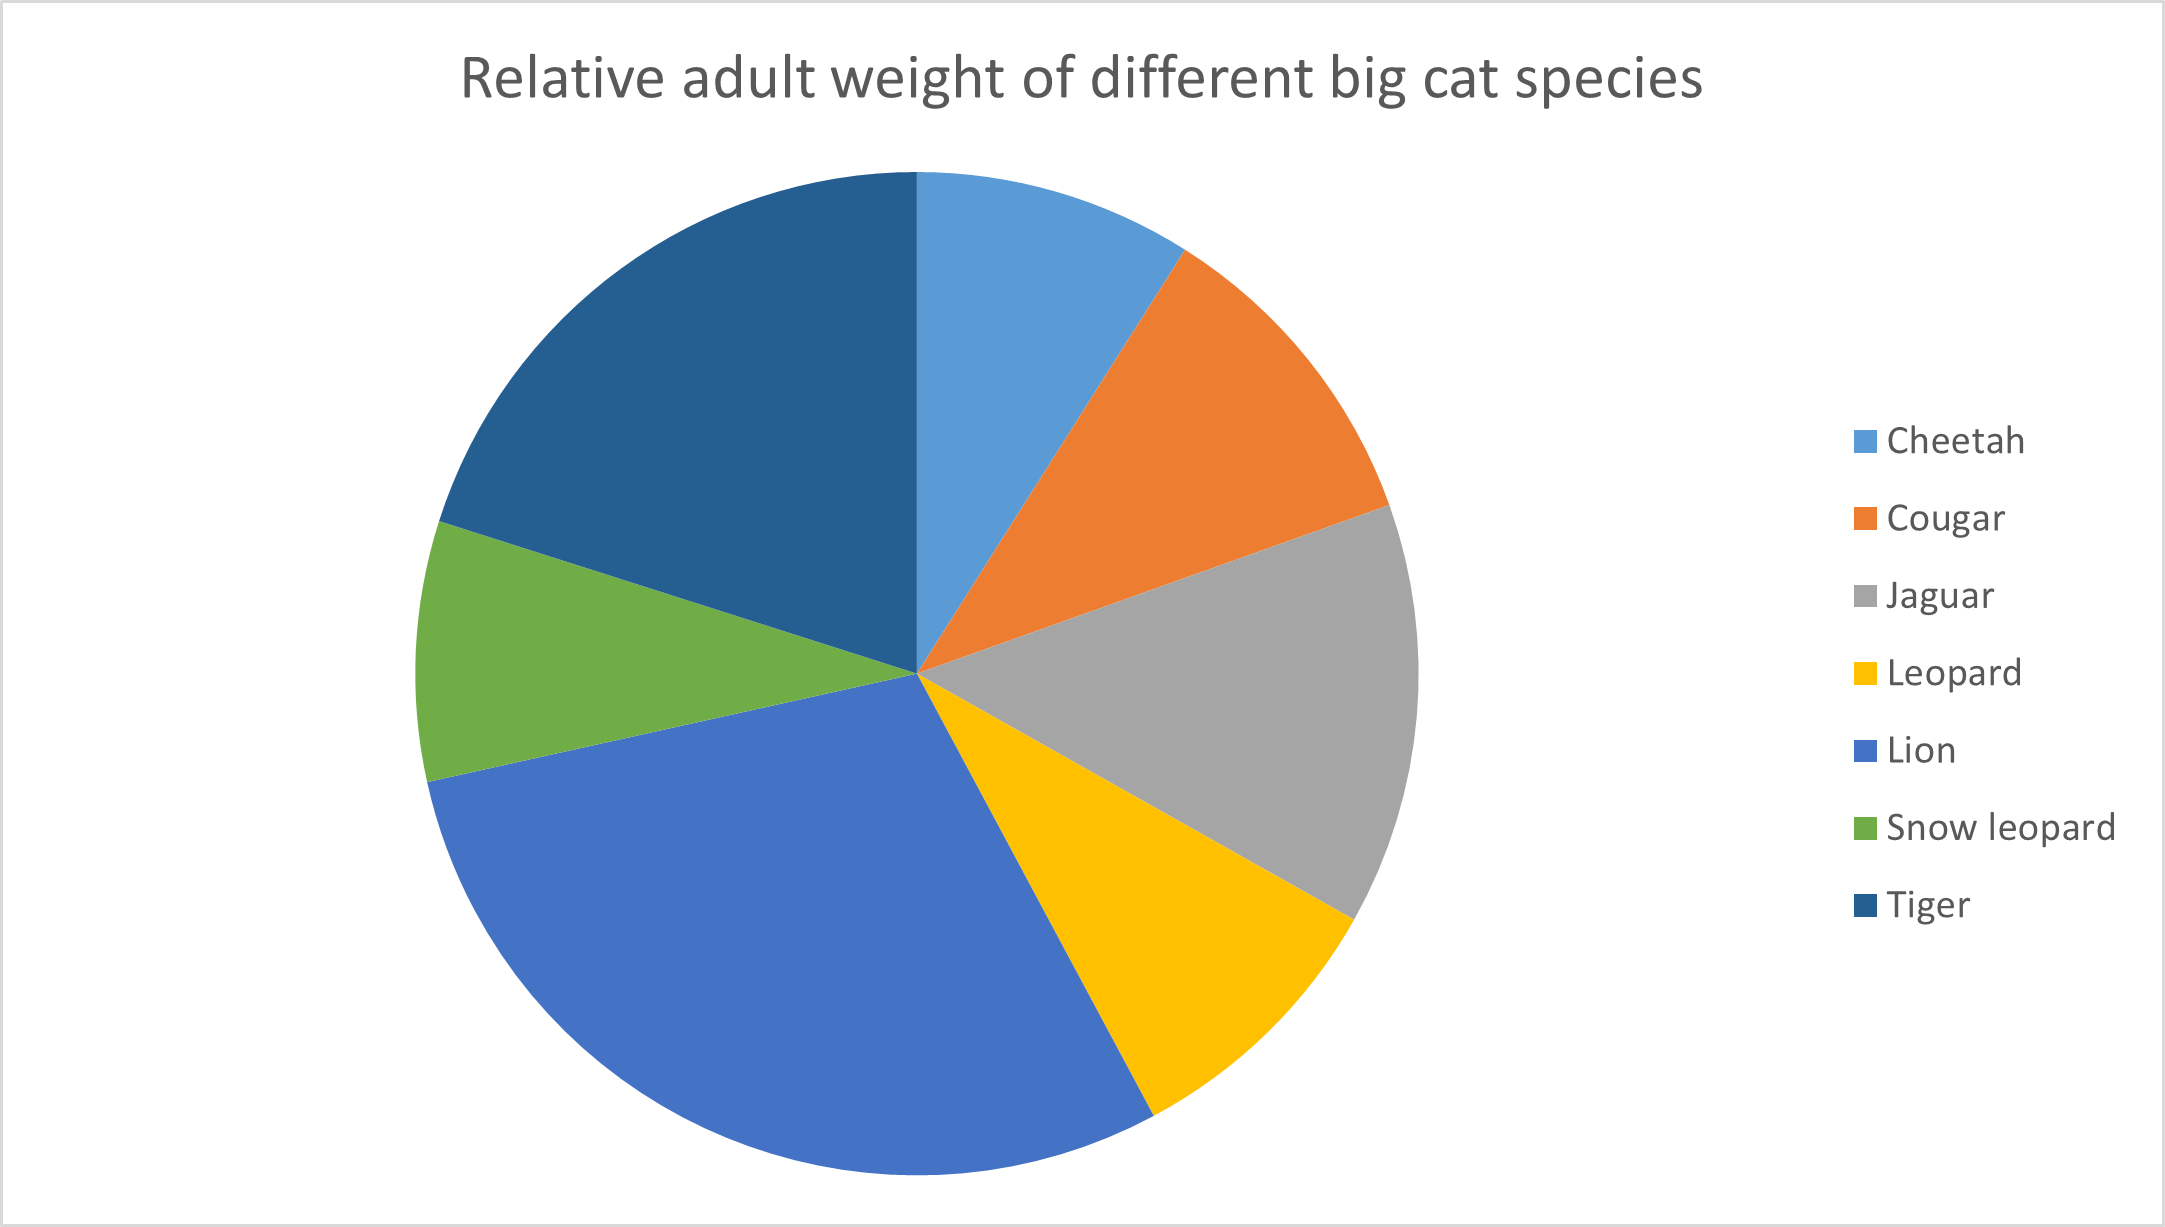 Relative adult weight of different big cat species
Cheetah
Cougar
Jaguar
Leopard
Lion
Snow leopard
Tiger